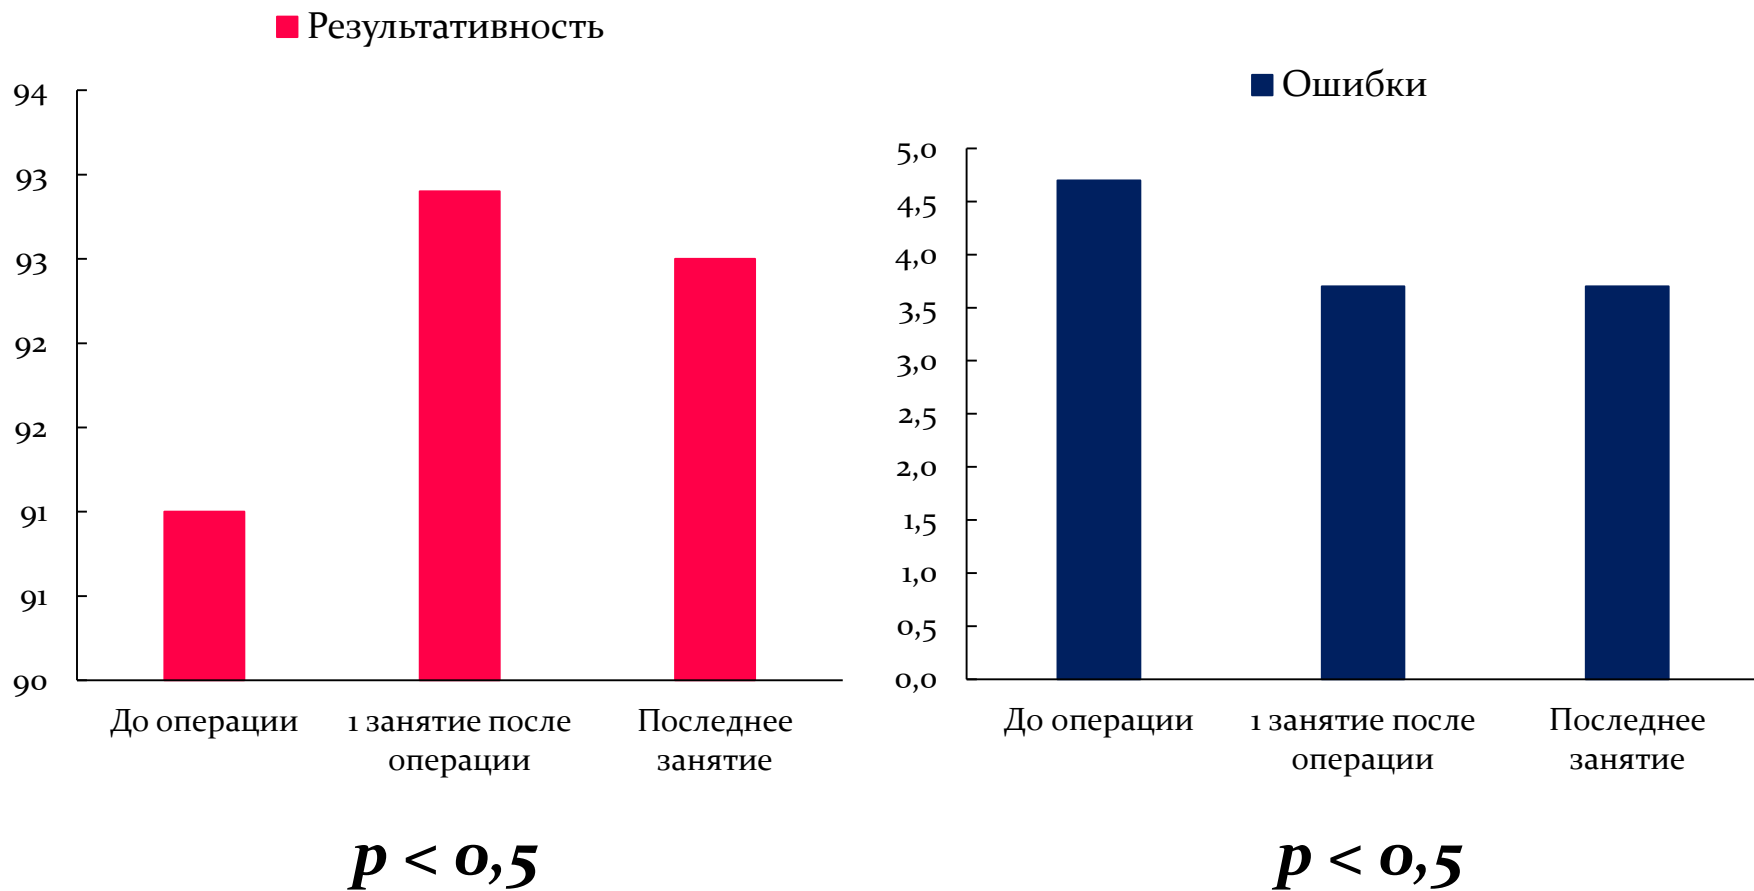 Результативность
94
93
93
92
92
91
91
90
До операции
1 занятие после
операции
Последнее
занятие
p < 0,5
Ошибки
5,0
4,5
4,0
3,5
3,0
2,5
2,0
1,5
1,0
0,5
0,0
До операции
1 занятие после
операции
Последнее
занятие
p < 0,5